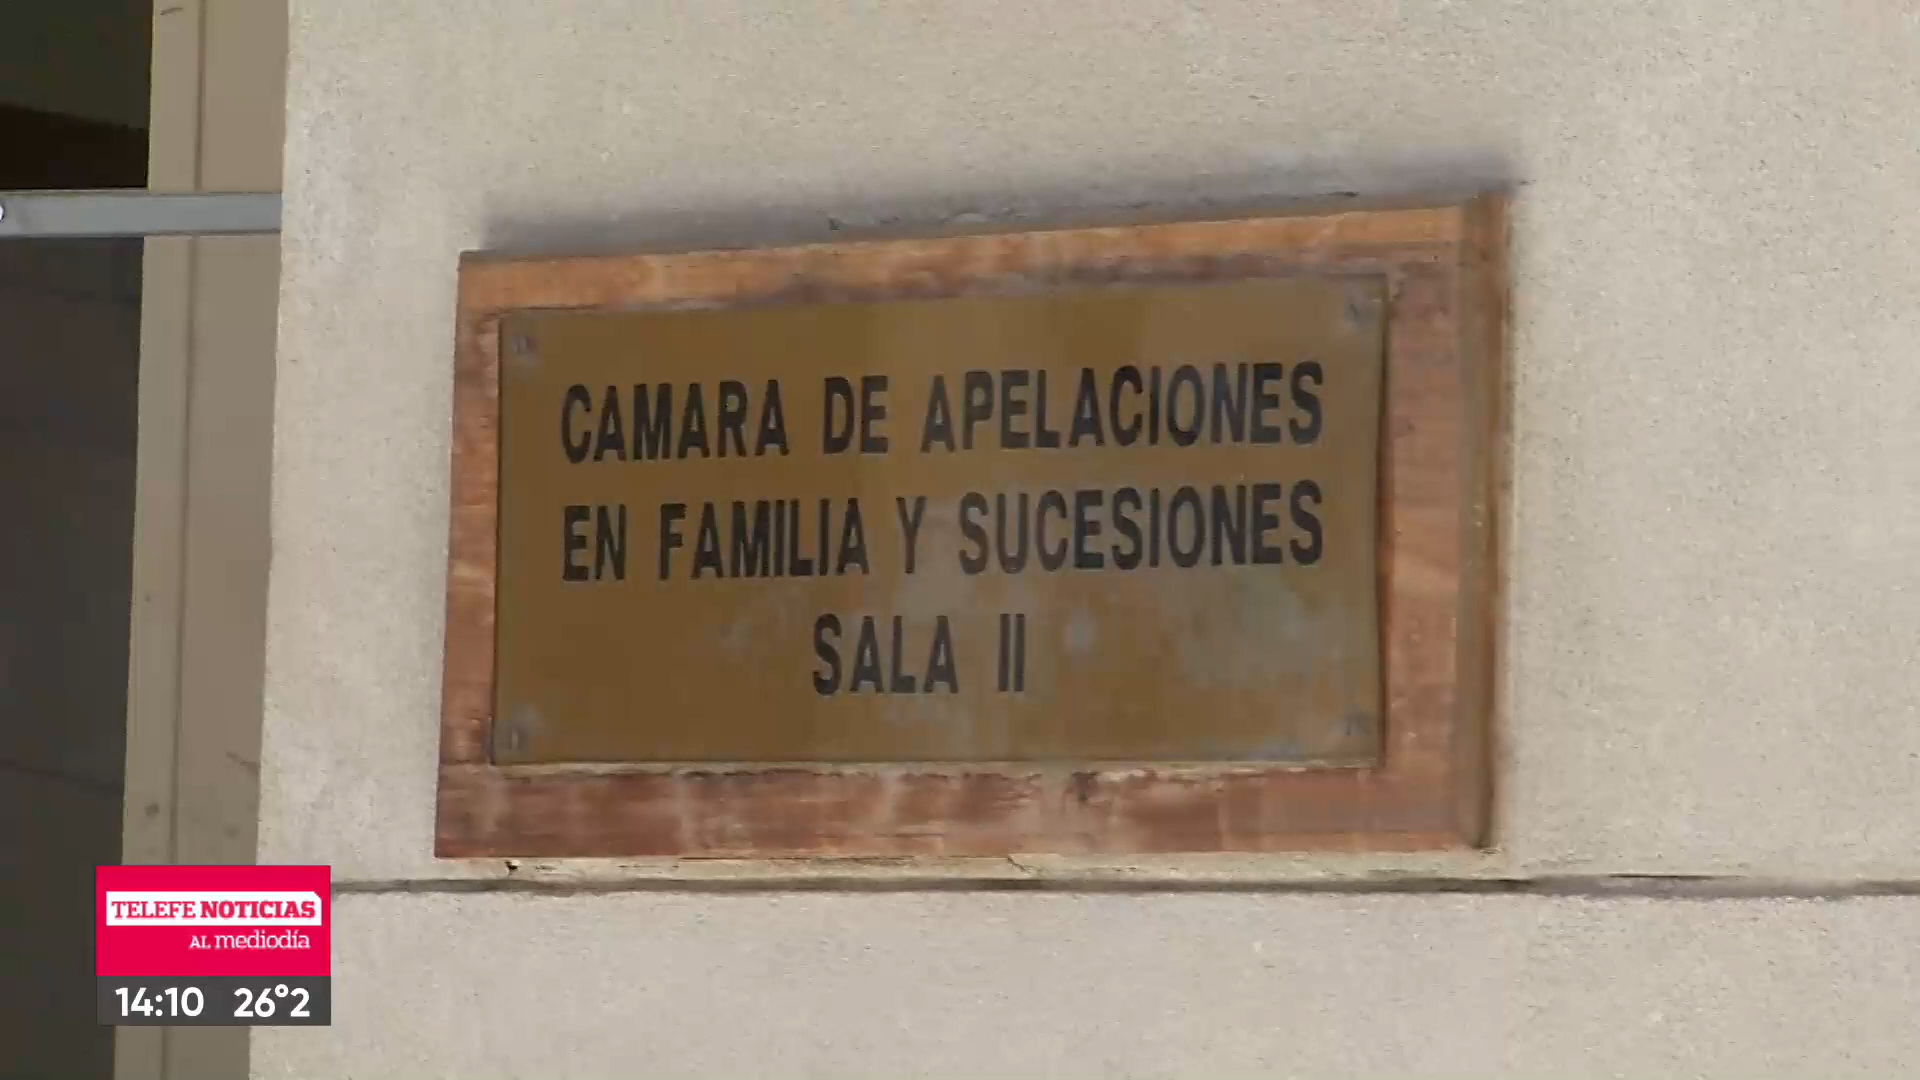 CAMARA DE APELACIONES
EN FAMILIA Y SUCESIONES
SALA II
TELEFE NOTICIAS
AL mediodía
14:10 26°2